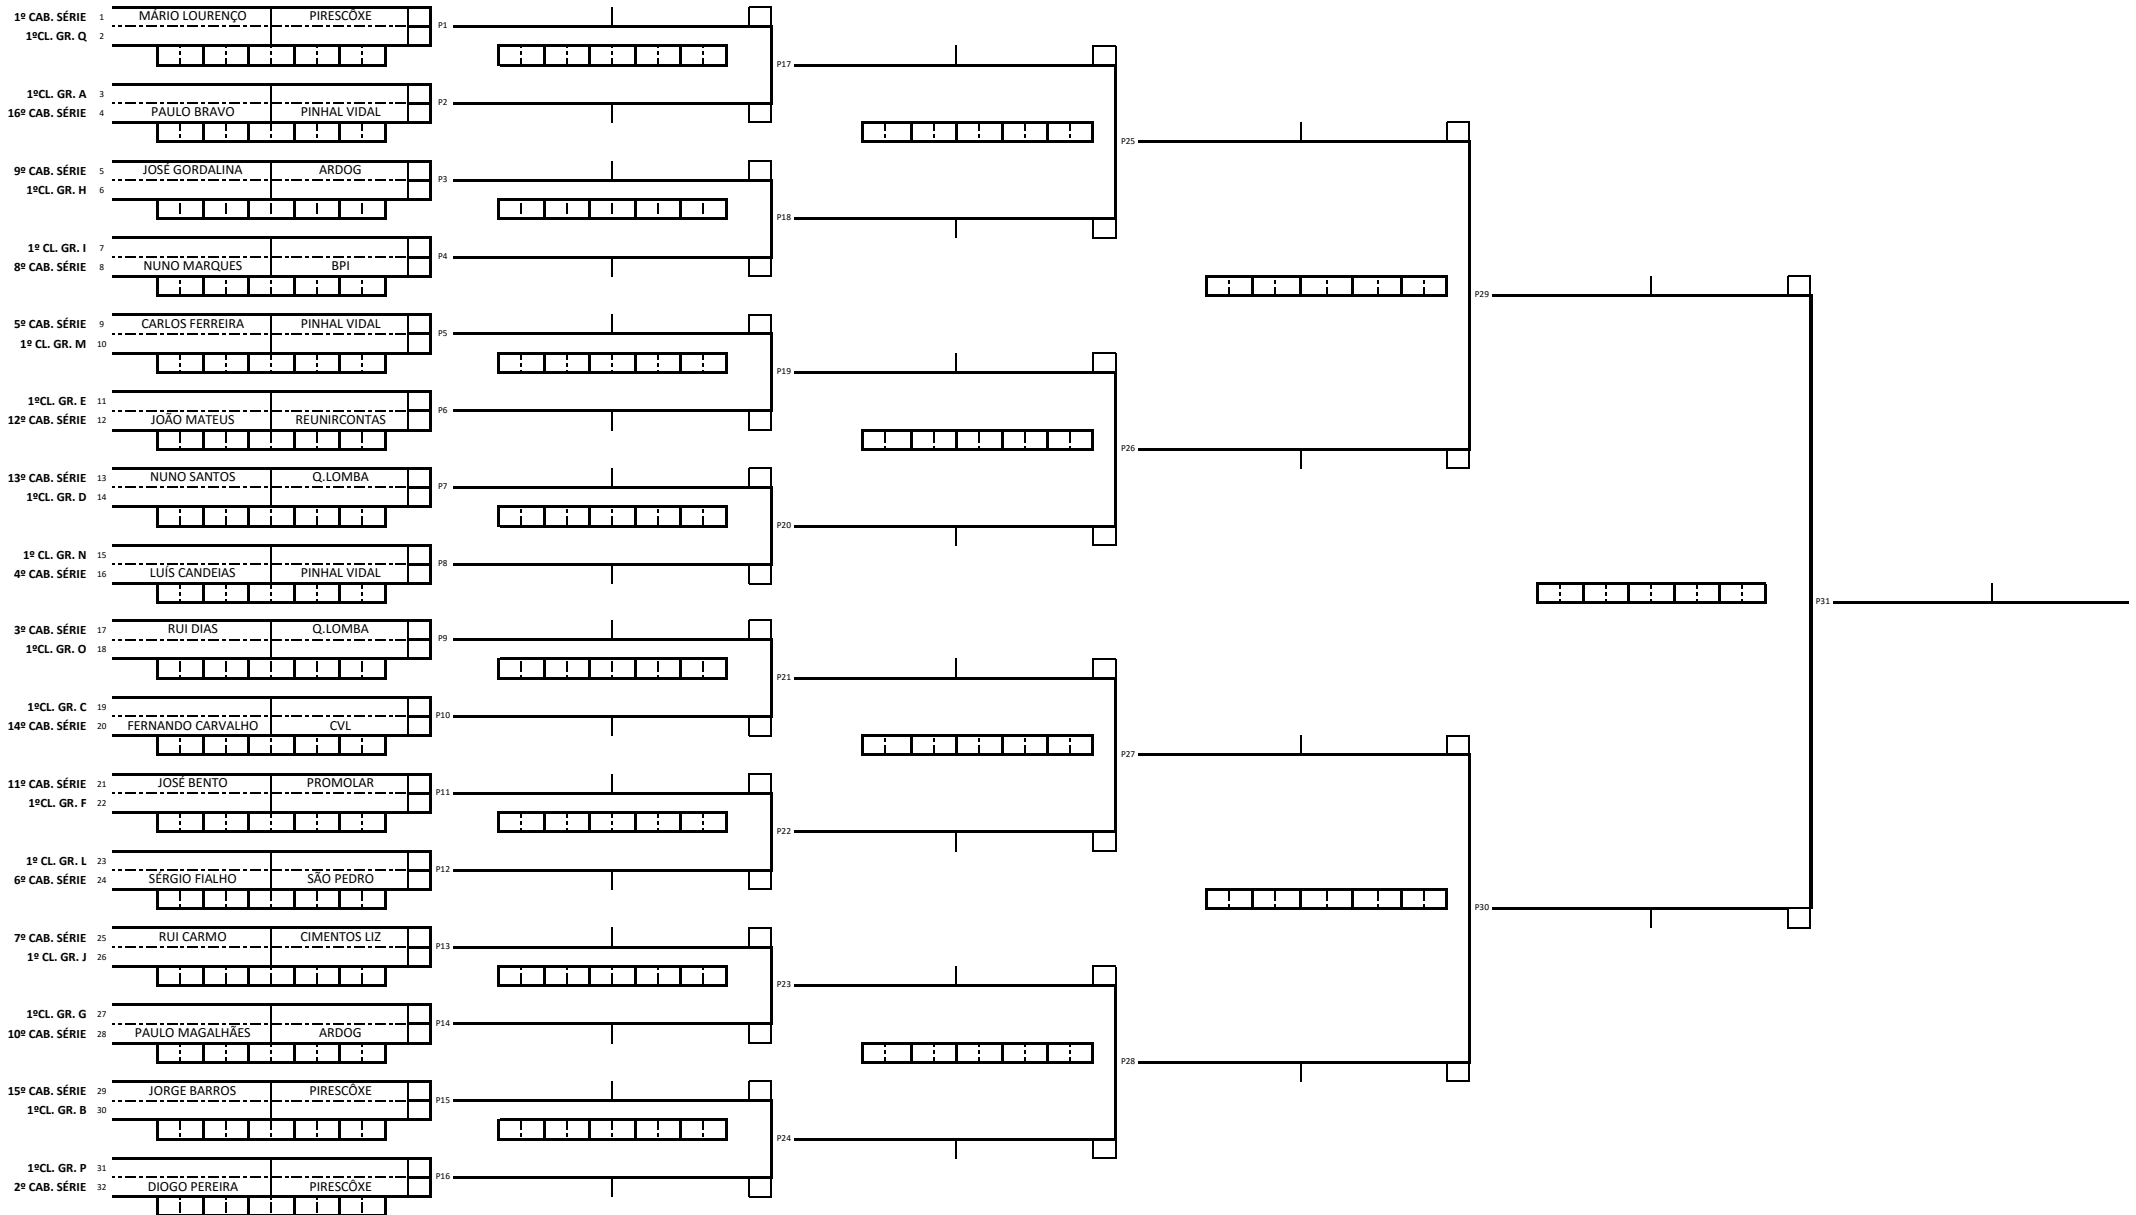 1º CAB. SÉRIE 1 MÁRIO LOURENÇO PIRESCÔXE
1ºCL. GR. Q 2
P1
P17
1ºCL. GR. A 3
16º CAB. SÉRIE 4 PAULO BRAVO PINHAL VIDAL
P2
P25
9º CAB. SÉRIE 5 JOSÉ GORDALINA ARDOG
1ºCL. GR. H 6
P3
P18
1º CL. GR. I 7
8º CAB. SÉRIE 8 NUNO MARQUES BPI
P4
P29
5º CAB. SÉRIE 9 CARLOS FERREIRA PINHAL VIDAL
1º CL. GR. M 10
P5
P19
1ºCL. GR. E 11
12º CAB. SÉRIE 12 JOÃO MATEUS REUNIRCONTAS
P6
P26
13º CAB. SÉRIE 13 NUNO SANTOS Q.LOMBA
1ºCL. GR. D 14
P7
P20
1º CL. GR. N 15
4º CAB. SÉRIE 16 LUÍS CANDEIAS PINHAL VIDAL
P8
P31
3º CAB. SÉRIE 17 RUI DIAS Q.LOMBA
1ºCL. GR. O 18
P9
P21
1ºCL. GR. C 19
14º CAB. SÉRIE 20 FERNANDO CARVALHO CVL
P10
P27
11º CAB. SÉRIE 21 JOSÉ BENTO PROMOLAR
1ºCL. GR. F 22
P11
P22
1º CL. GR. L 23
6º CAB. SÉRIE 24 SÉRGIO FIALHO SÃO PEDRO
P12
P30
7º CAB. SÉRIE 25 RUI CARMO CIMENTOS LIZ
1º CL. GR. J 26
P13
P23
1ºCL. GR. G 27
10º CAB. SÉRIE 28 PAULO MAGALHÃES ARDOG
P14
P28
15º CAB. SÉRIE 29 JORGE BARROS PIRESCÔXE
1ºCL. GR. B 30
P15
P24
1ºCL. GR. P 31
2º CAB. SÉRIE 32 DIOGO PEREIRA PIRESCÔXE
P16